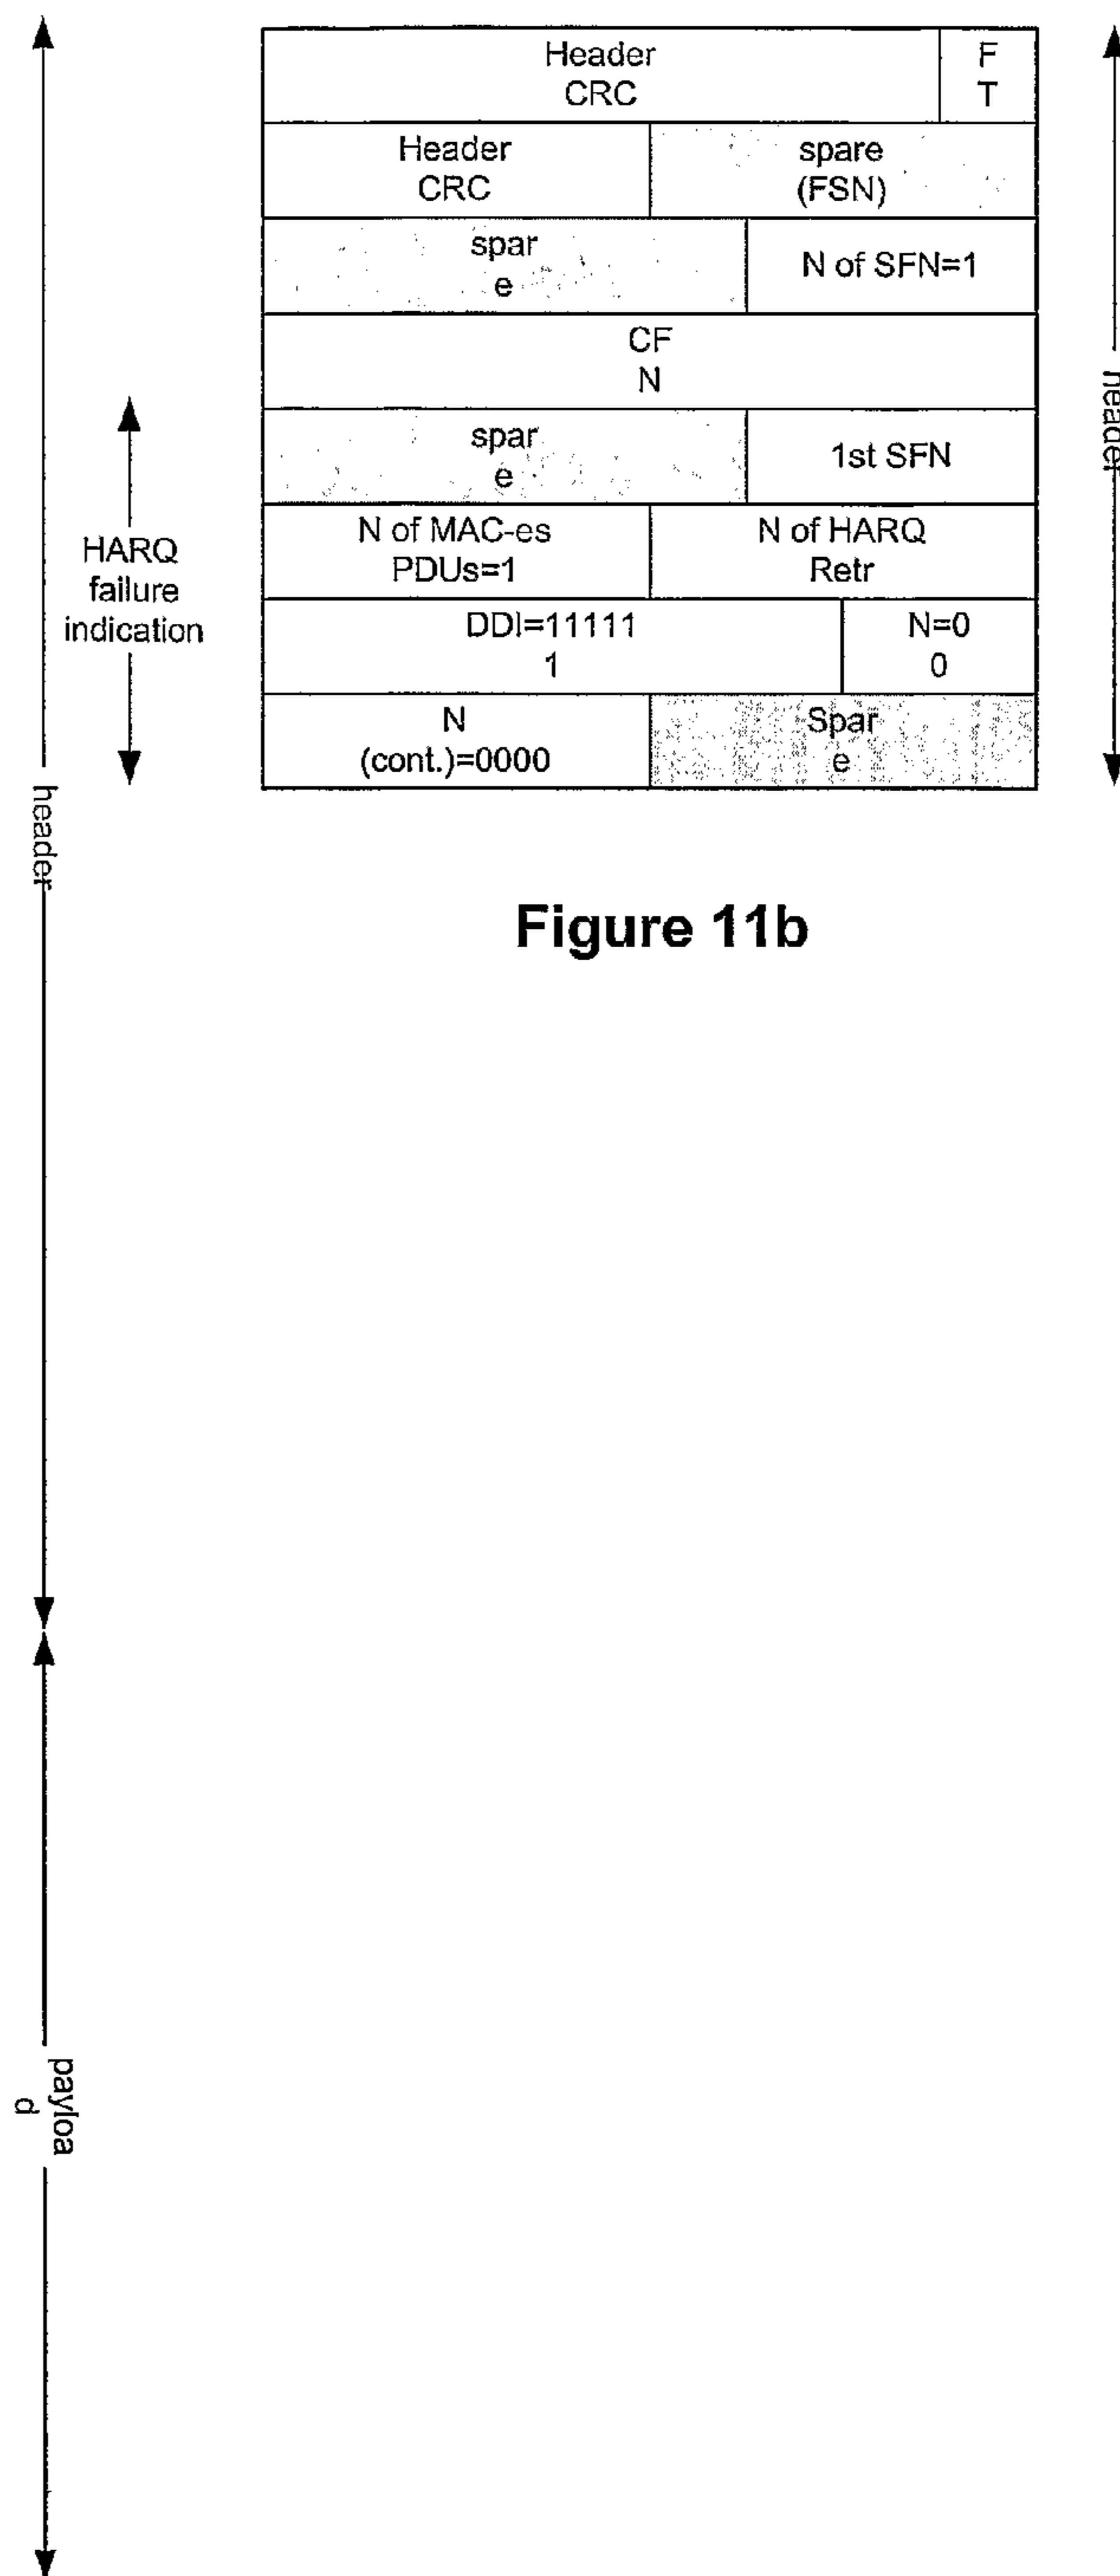 Header
CRC
F
T
Header
CRC
spare
(FSN)
spar
e
N of SFN=1
CF
N
spar
e
1st SFN
N of MAC-es
PDUs=1
N of HARQ
Retr
DDI=11111
1
N=0
0
N
(cont.)=0000
Spar
e
HARQ
failure
indication
header
header
Figure 11b
payloa
d